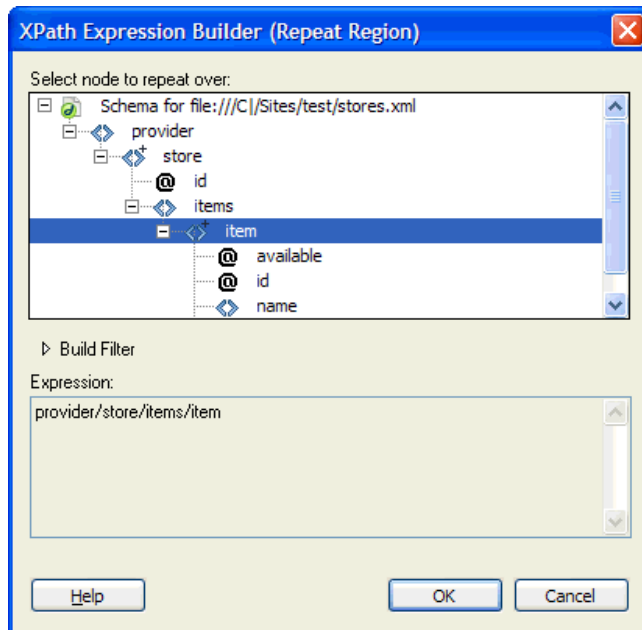 XPath Expression Builder (Repeat Region)
Select node to repeat over:
Schema for file:///C|/Sites/test/stores.xml
provider
store
@ id
items
item
@ available
@ id
name
Build Filter
Expression:
provider/store/items/item
Help OK Cancel